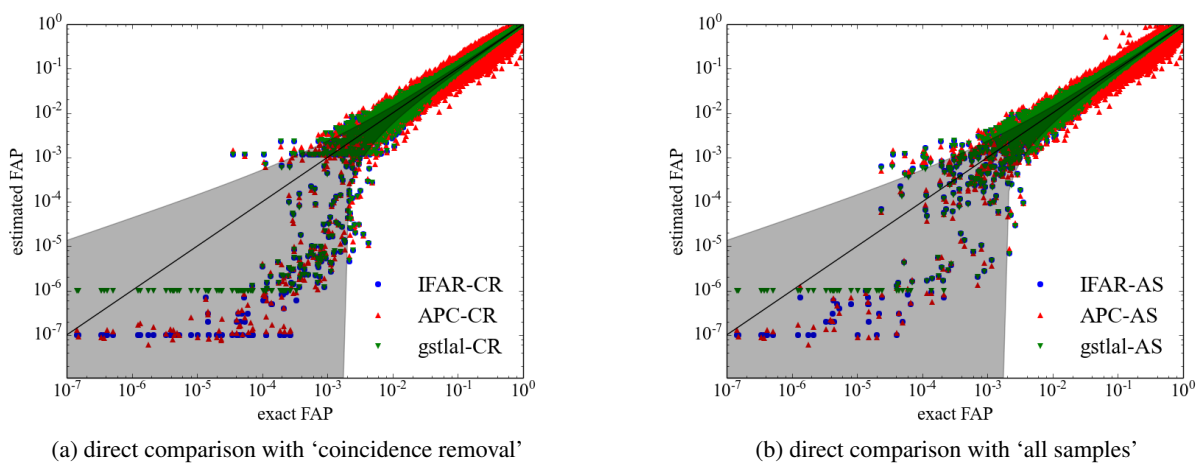 10^0
10^-1
10^-2
10^-3
10^-4
10^-5
10^-6
10^-7
estimated FAP
IFAR-CR
APC-CR
gstlal-CR
10^-7 10^-6 10^-5 10^-4 10^-3 10^-2 10^-1 10^0
exact FAP
(a) direct comparison with ‘coincidence removal’
10^0
10^-1
10^-2
10^-3
10^-4
10^-5
10^-6
10^-7
estimated FAP
IFAR-AS
APC-AS
gstlal-AS
10^-7 10^-6 10^-5 10^-4 10^-3 10^-2 10^-1 10^0
exact FAP
(b) direct comparison with ‘all samples’